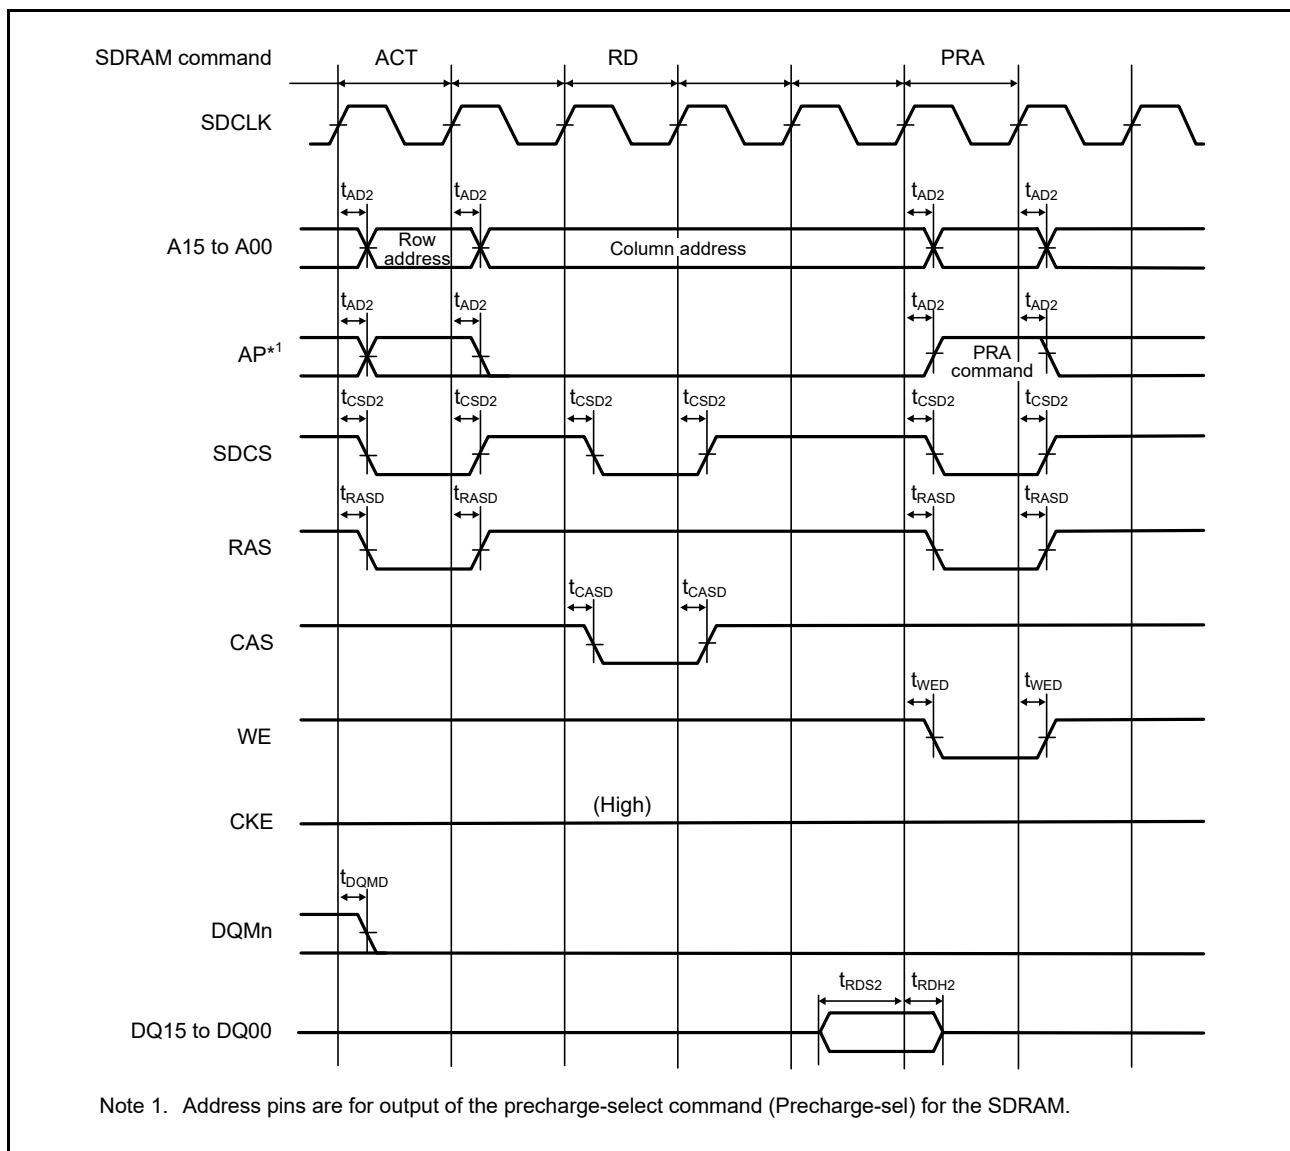 SDRAM command ACT RD PRA
SDCLK
tAD2 tAD2 tAD2 tAD2
A15 to A00 Row address Column address
tAD2 tAD2 tAD2 tAD2
AP*1 PRA command
tCSD2 tCSD2 tCSD2 tCSD2 tCSD2 tCSD2
SDCS
tRASD tRASD tRASD tRASD
RAS
tCASD tCASD
CAS
tWED tWED
WE
(High)
CKE
tDQMD
DQMn
tRDS2 tRDH2
DQ15 to DQ00
Note 1. Address pins are for output of the precharge-select command (Precharge-sel) for the SDRAM.